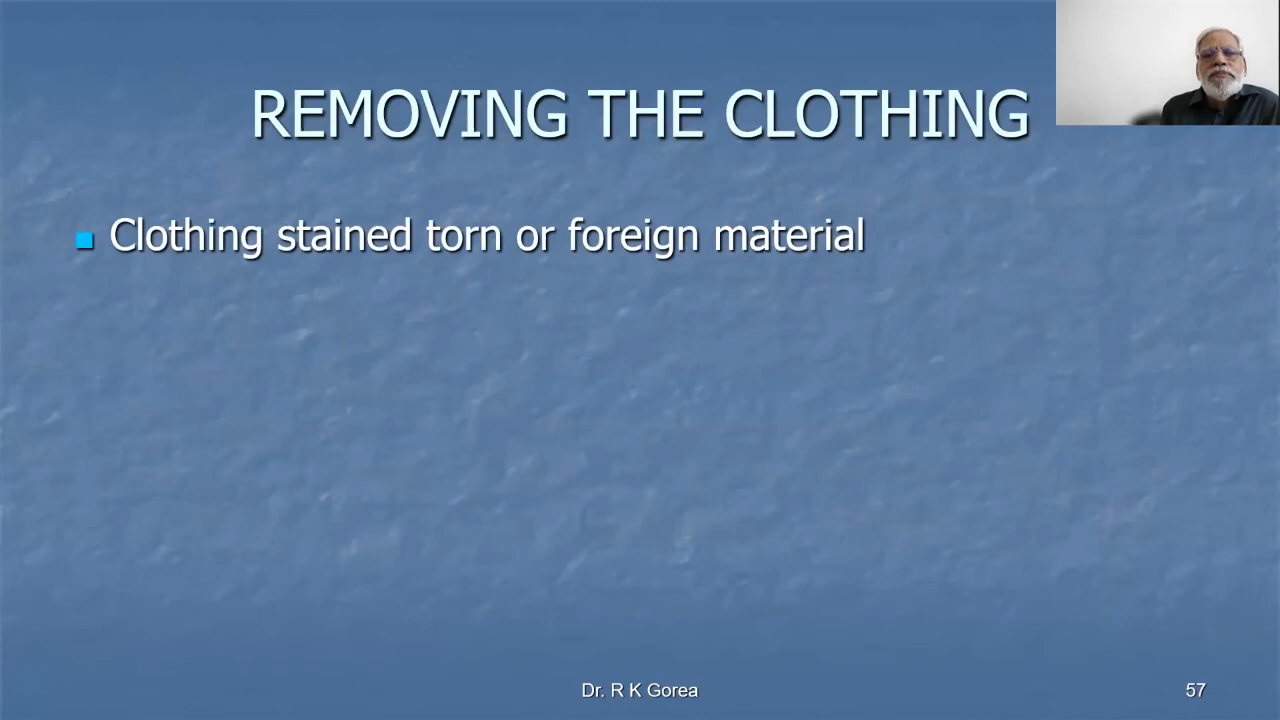 REMOVING THE CLOTHING
Clothing stained torn or foreign material
Dr. R K Gorea
57